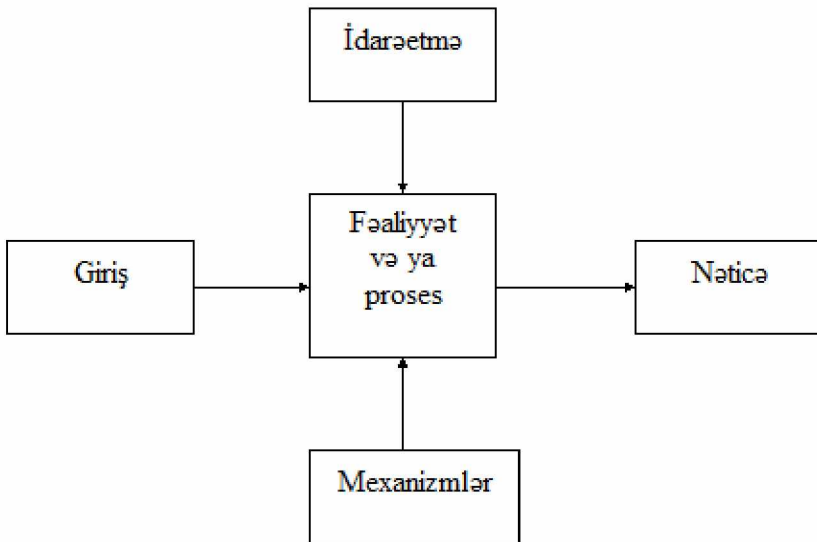 İdarəetmə
Giriş
Fəaliyyət
və ya
proses
Nəticə
Mexanizmlər